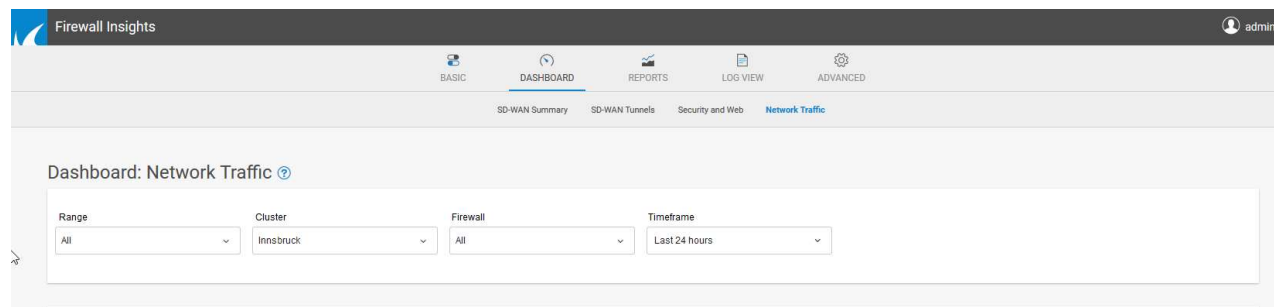 Firewall Insights
admin
BASIC DASHBOARD REPORTS LOG VIEW ADVANCED
SD-WAN Summary SD-WAN Tunnels Security and Web Network Traffic
Dashboard: Network Traffic ?
Range Cluster Firewall Timeframe
All Innsbruck All Last 24 hours